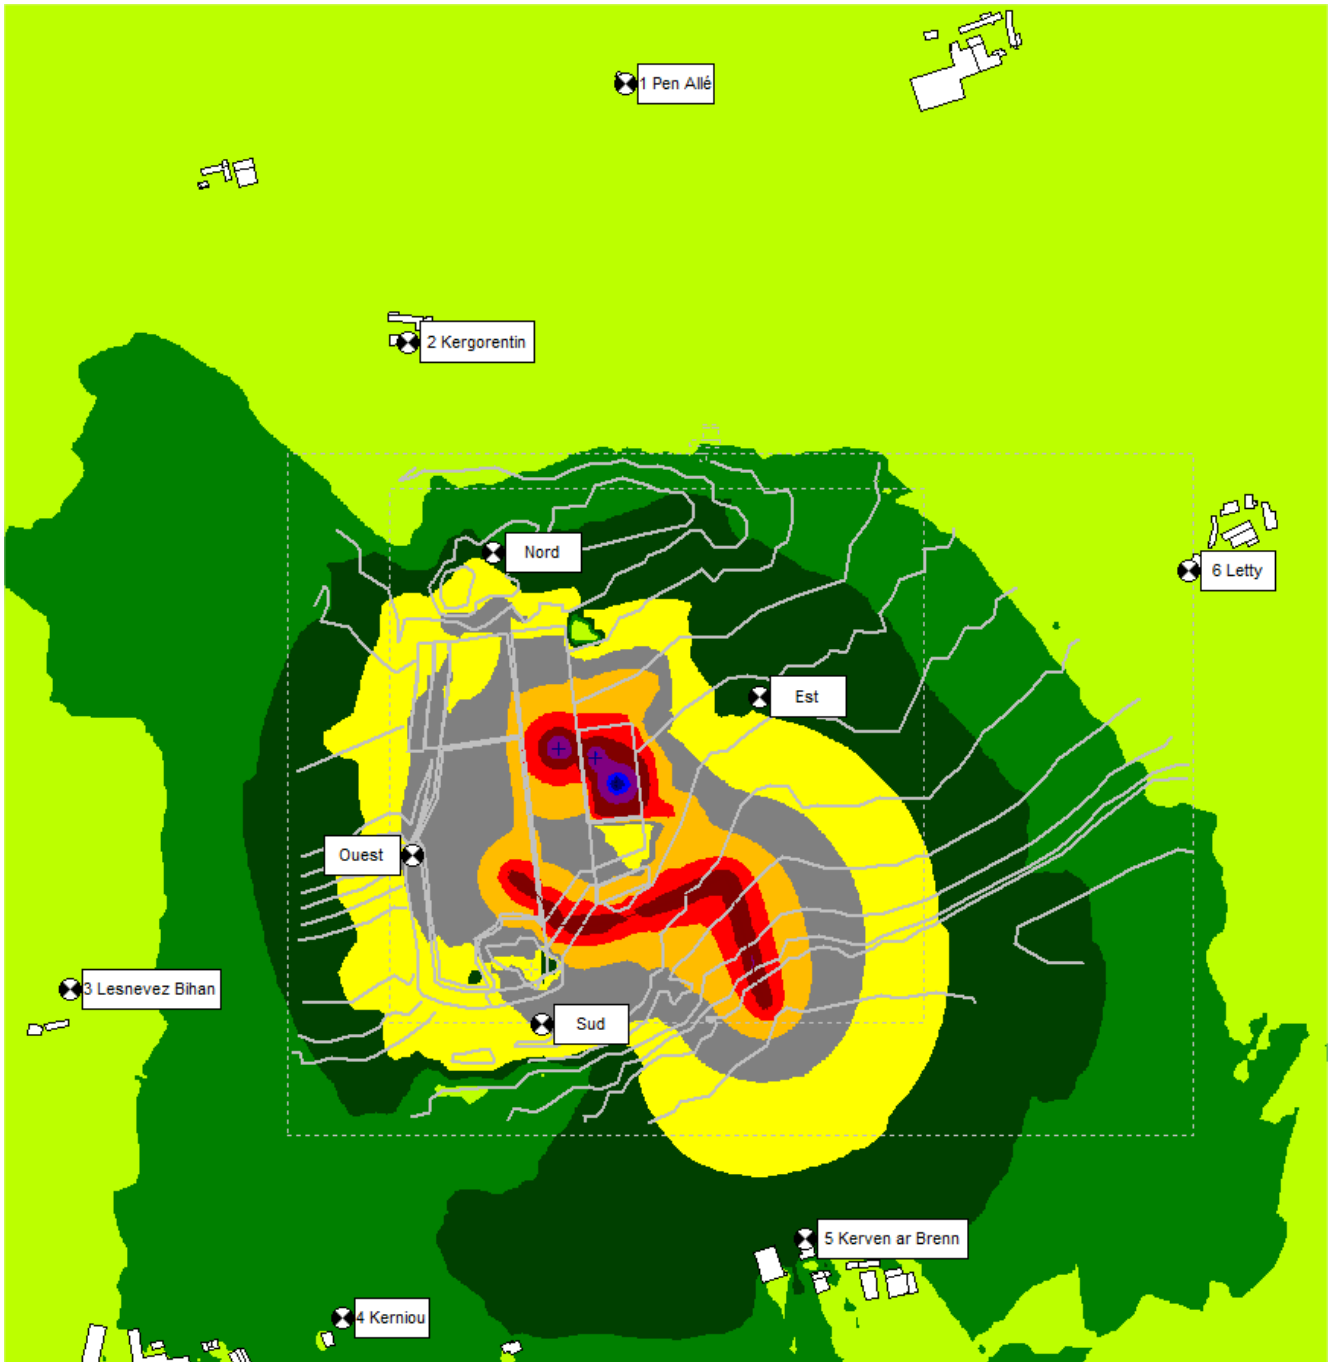 1 Pen Allé
2 Kergorentin
Nord
6 Letty
Est
Ouest
3 Lesnevez Bihan
Sud
5 Kerven ar Brenn
4 Kerniou